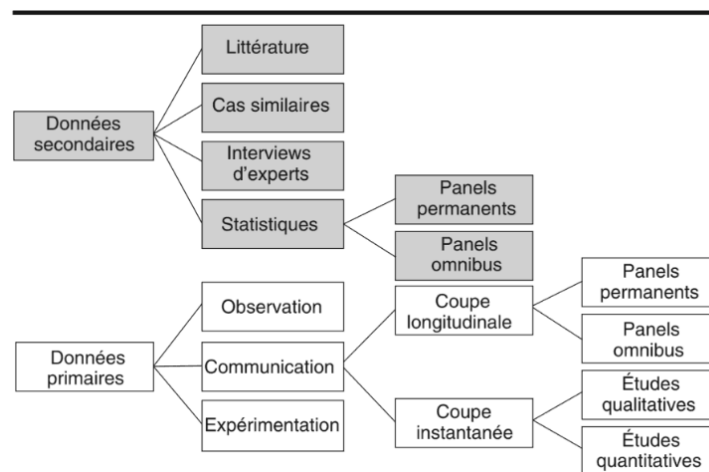 Littérature
Cas similaires
Données
secondaires
Interviews
d'experts
Statistiques
Panels
permanents
Panels
omnibus
Observation
Données
primaires
Communication
Expérimentation
Coupe
longitudinale
Panels
permanents
Panels
omnibus
Coupe
instantanée
Études
qualitatives
Études
quantitatives